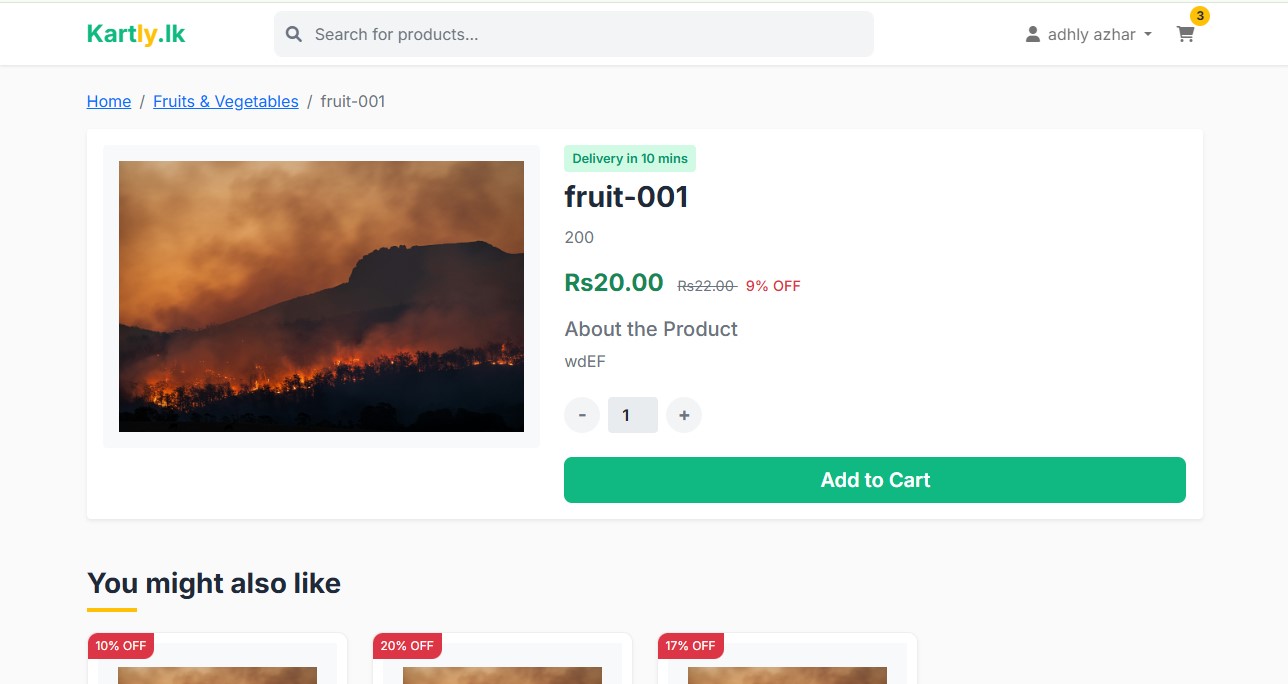 Kartly.lk
Search for products...
adhly azhar
3
Home / Fruits & Vegetables / fruit-001
Delivery in 10 mins
fruit-001
200
Rs20.00 Rs22.00 9% OFF
About the Product
wdEF
- 1 +
Add to Cart
You might also like
10% OFF 20% OFF 17% OFF